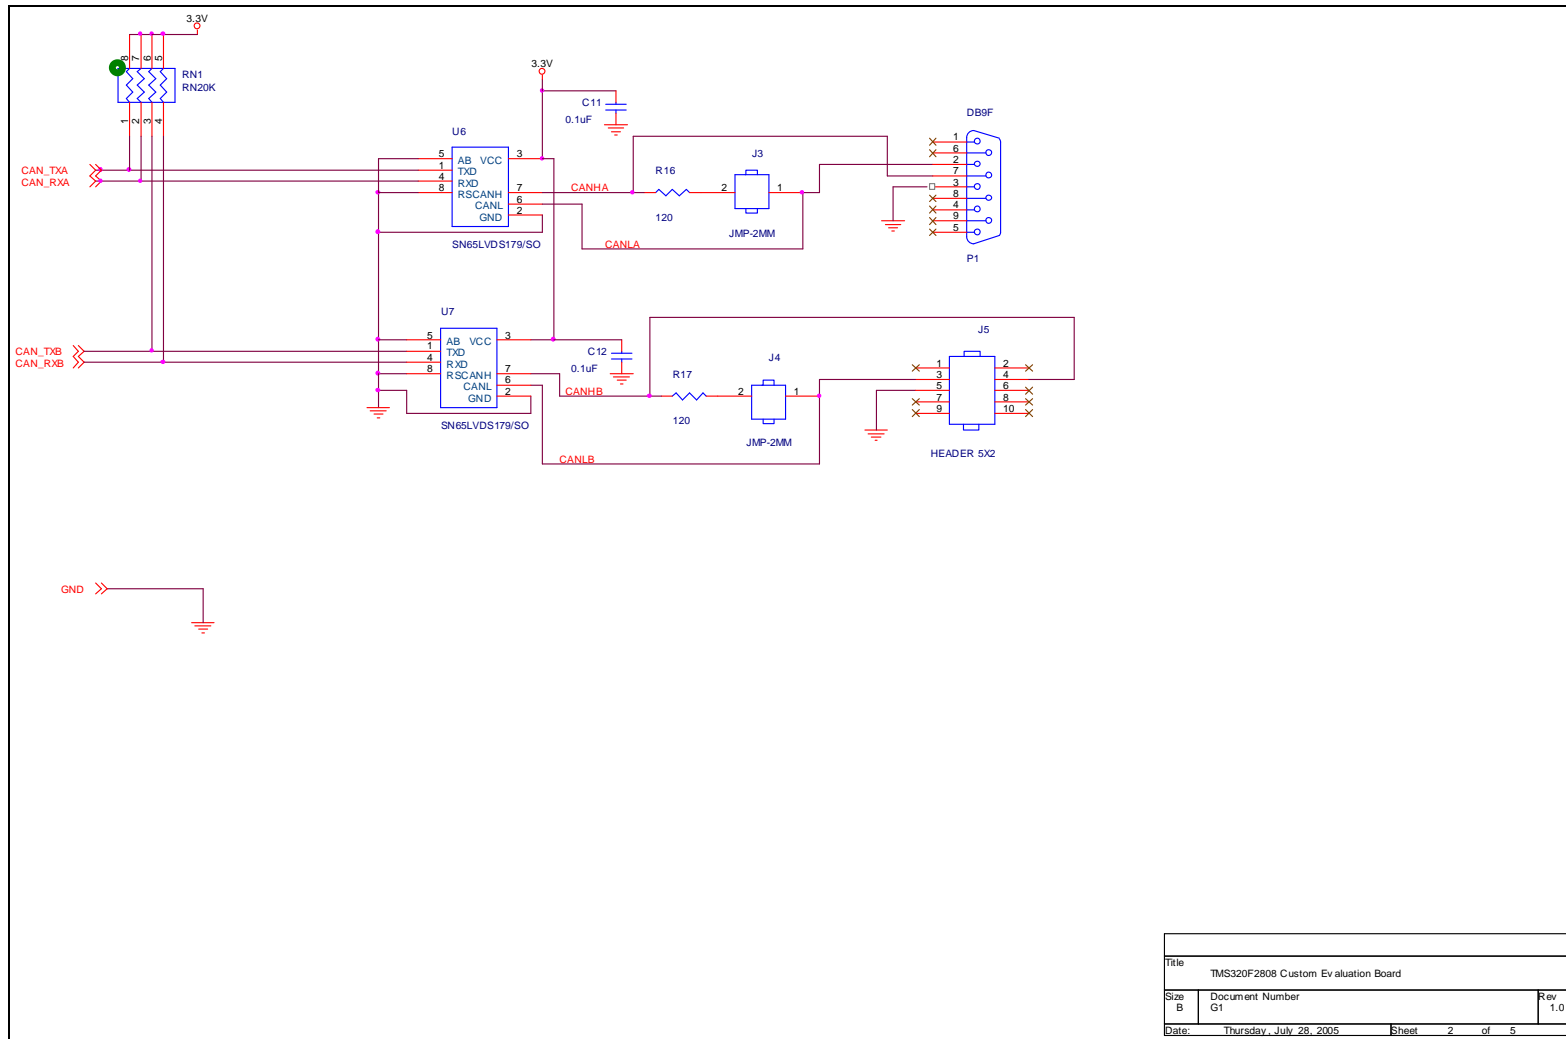 3.3V
8 7 6 5
RN1
RN20K
1 2 3 4
3.3V
C11
0.1uF
DB9F
U6
J3
R16
CAN_TXA
CAN_RXA
5 AB VCC 3
1 TXD
4 RXD
8 RSCANH 7
CANL 6
GND 2
CANHA
2 1
120
JMP-2MM
CANLA
SN65LVDS179/SO
1
6
2
7
3
8
4
9
5
P1
U7
CAN_TXB
CAN_RXB
5 AB VCC 3
1 TXD
4 RXD
8 RSCANH 7
CANL 6
GND 2
C12
0.1uF
CANHB
R17
120
J4
2 1
JMP-2MM
SN65LVDS179/SO
CANLB
J5
1 2
3 4
5 6
7 8
9 10
HEADER 5X2
GND
Title
TMS320F2808 Custom Evaluation Board
Size Document Number Rev
B G1 1.0
Date: Thursday, July 28, 2005 Sheet 2 of 5